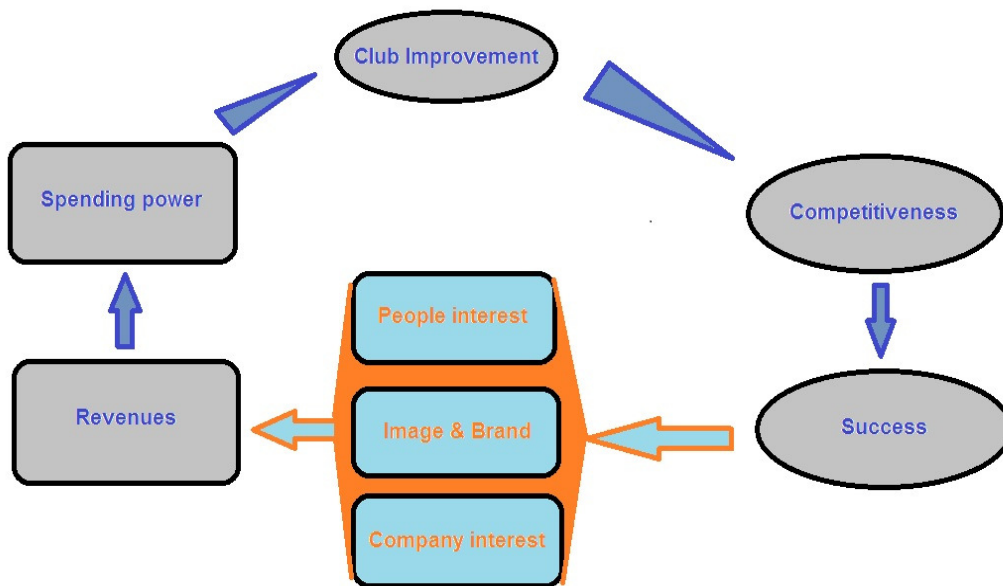 Club Improvement
Spending power
Competitiveness
People interest
Revenues
Image & Brand
Success
Company interest